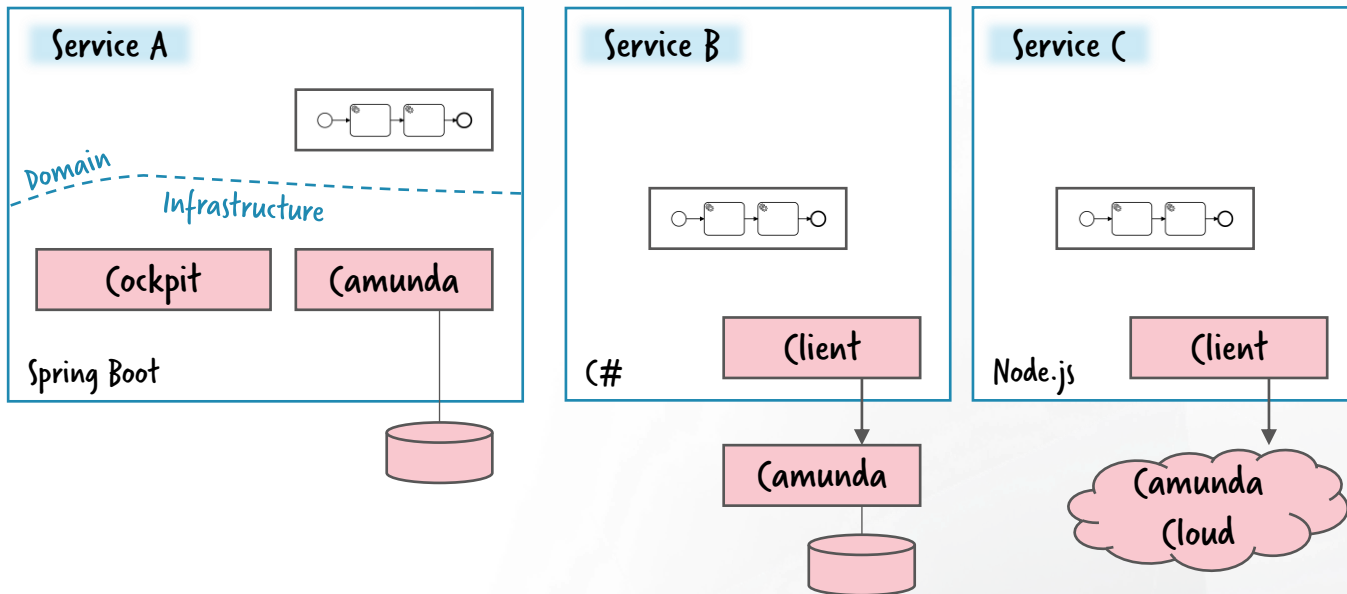 Service A
Domain
Infrastructure
Cockpit
Camunda
Spring Boot
Service B
Client
C#
Camunda
Service C
Client
Node.js
Camunda
Cloud